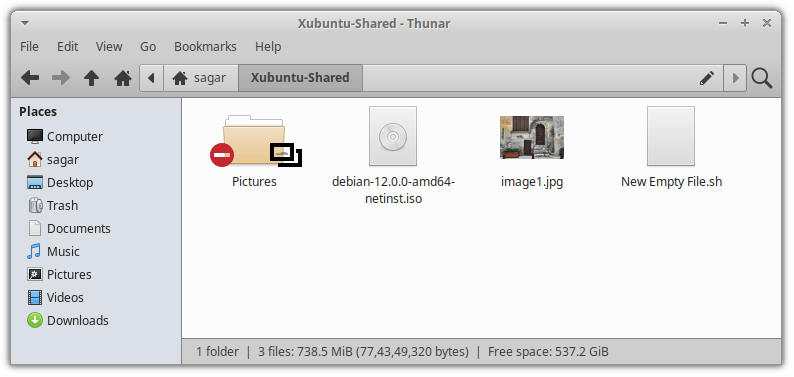 Xubuntu-Shared - Thunar
File Edit View Go Bookmarks Help
sagar Xubuntu-Shared
Places
Computer
sagar
Desktop
Trash
Documents
Music
Pictures
Videos
Downloads
Pictures
debian-12.0.0-amd64-
netinst.iso
image1.jpg
New Empty File.sh
1 folder | 3 files: 738.5 MiB (77,43,49,320 bytes) | Free space: 537.2 GiB